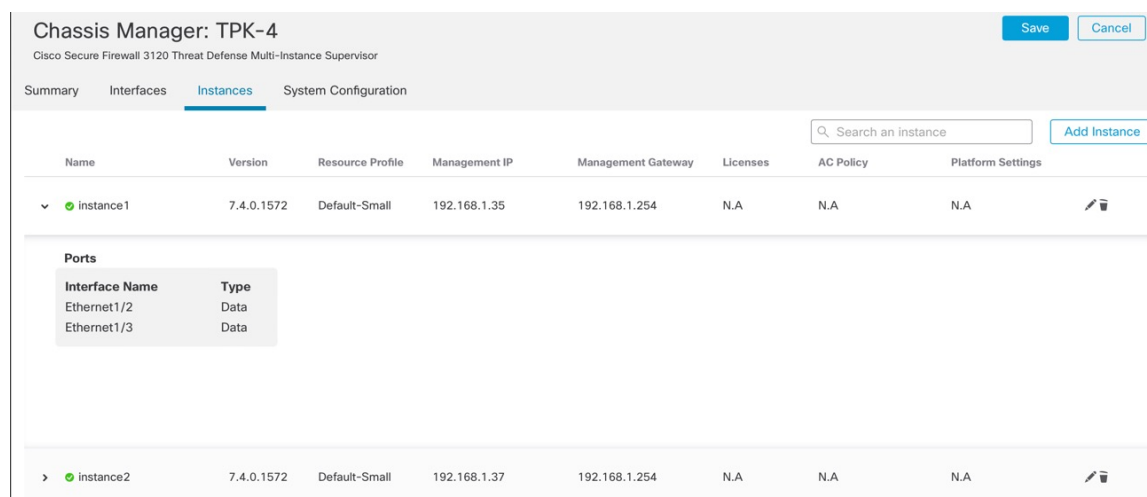 Chassis Manager: TPK-4
Save
Cancel
Cisco Secure Firewall 3120 Threat Defense Multi-Instance Supervisor
Summary Interfaces Instances System Configuration
Search an instance
Add Instance
Name Version Resource Profile Management IP Management Gateway Licenses AC Policy Platform Settings
instance1 7.4.0.1572 Default-Small 192.168.1.35 192.168.1.254 N.A N.A N.A
Ports
Interface Name Type
Ethernet1/2 Data
Ethernet1/3 Data
instance2 7.4.0.1572 Default-Small 192.168.1.37 192.168.1.254 N.A N.A N.A